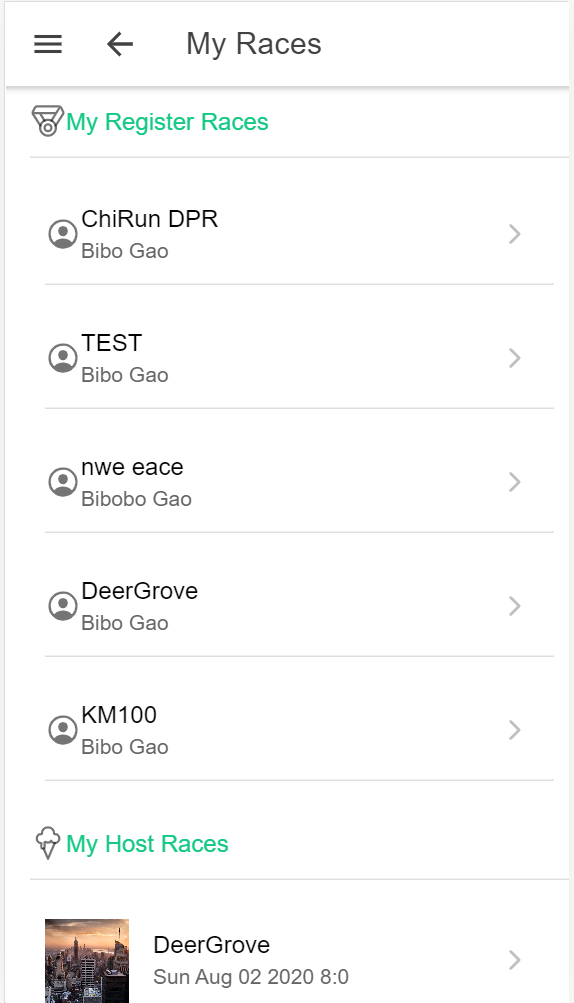 My Races
My Register Races
ChiRun DPR
Bibo Gao
TEST
Bibo Gao
nwe eace
Bibobo Gao
DeerGrove
Bibo Gao
KM100
Bibo Gao
My Host Races
DeerGrove
Sun Aug 02 2020 8:0